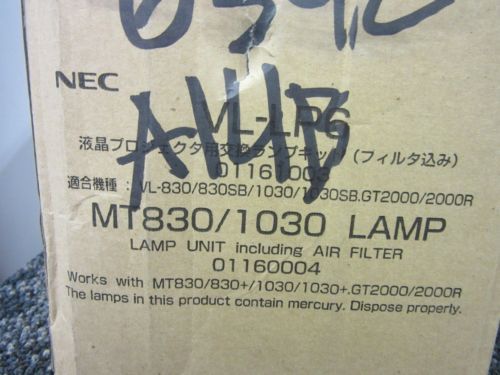 NEC
VL-LP6
液晶プロジェクタ用交換ランプキット(フィルタ込み)
01161003
適合機種：VL-830/830SB/1030/1030SB.GT2000/2000R
MT830/1030 LAMP
LAMP UNIT including AIR FILTER
01160004
Works with MT830/830+/1030/1030+.GT2000/2000R
The lamps in this product contain mercury. Dispose properly.